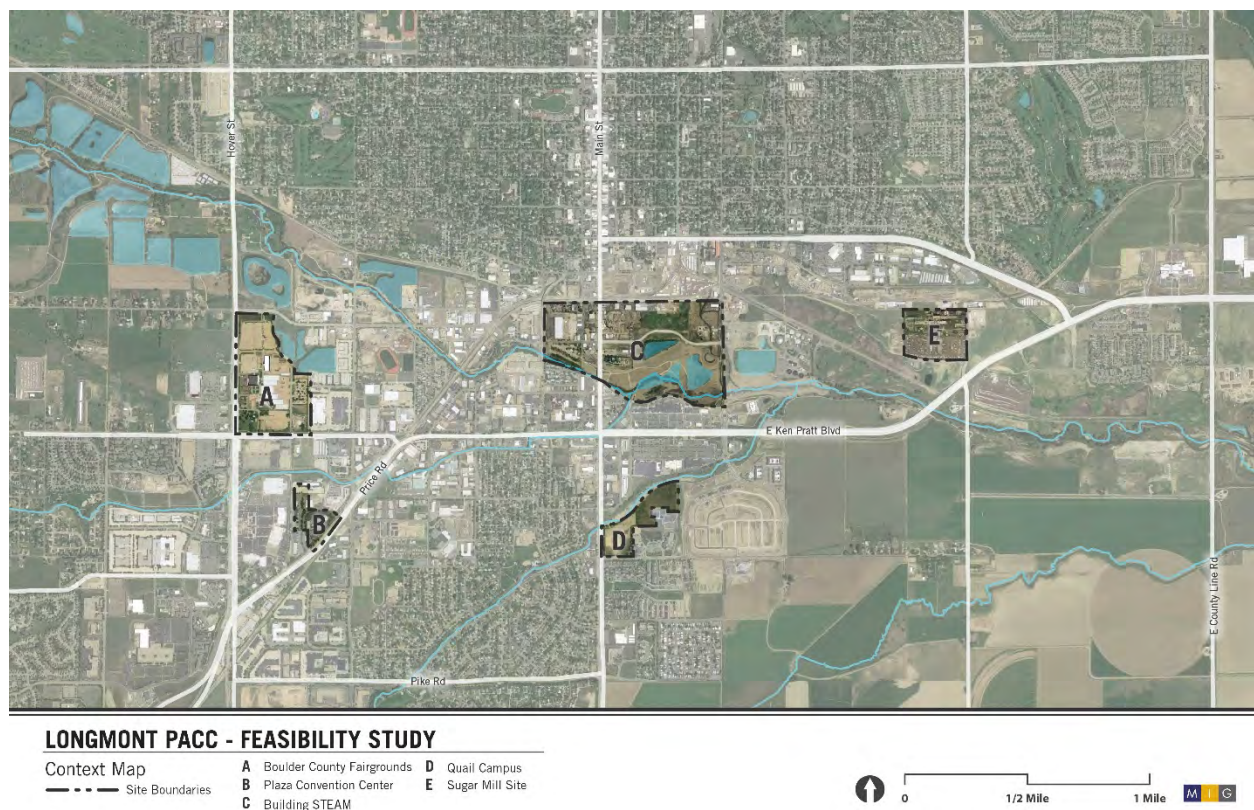 Hover St
Main St
C
E
A
E Ken Pratt Blvd
Price Rd
B
D
E County Line Rd
Pike Rd
LONGMONT PACC - FEASIBILITY STUDY
Context Map
Site Boundaries
A Boulder County Fairgrounds
B Plaza Convention Center
C Building STEAM
D Quail Campus
E Sugar Mill Site
0 1/2 Mile 1 Mile
M I G